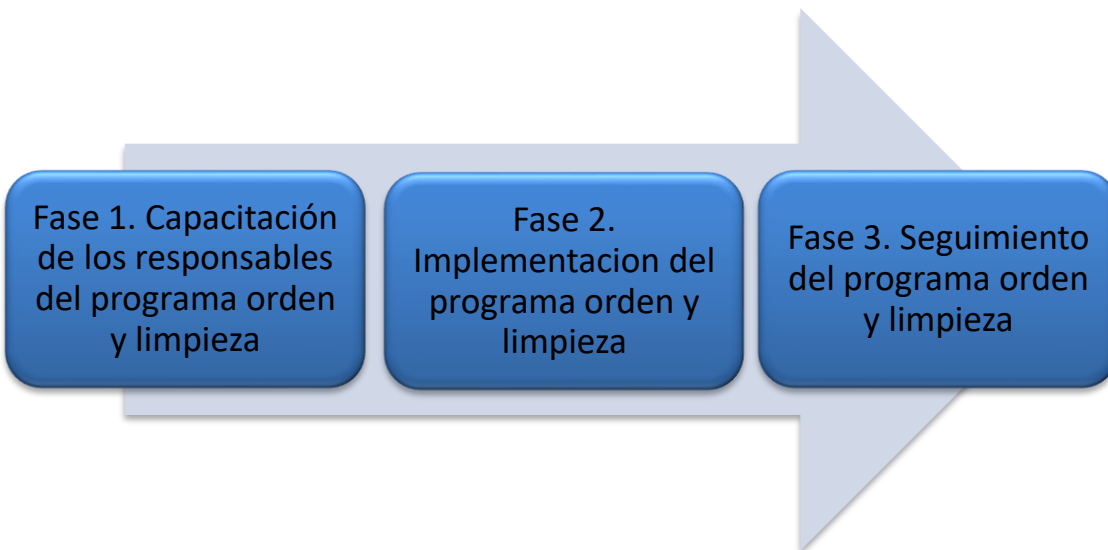 Fase 1. Capacitación
de los responsables
del programa orden
y limpieza
Fase 2.
Implementacion del
programa orden y
limpieza
Fase 3. Seguimiento
del programa orden
y limpieza